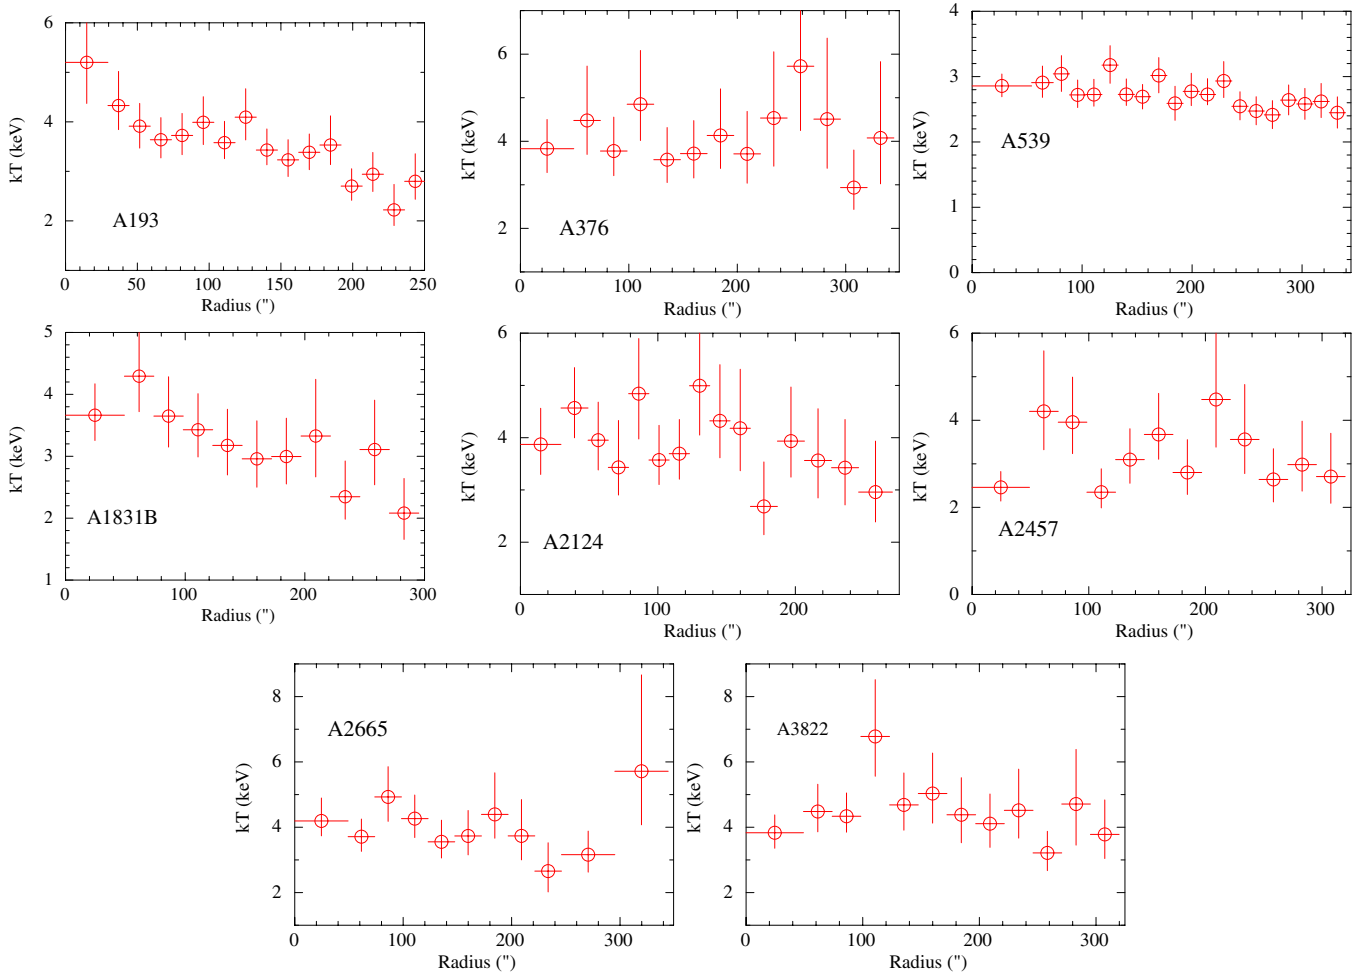 6
4
2
kT (keV)
A193
0 50 100 150 200 250
Radius (")
6
4
2
kT (keV)
A376
0 100 200 300
Radius (")
4
3
2
1
0
kT (keV)
A539
0 100 200 300
Radius (")
5
4
3
2
1
kT (keV)
A1831B
0 100 200 300
Radius (")
6
4
2
kT (keV)
A2124
0 100 200
Radius (")
6
4
2
0
kT (keV)
A2457
0 100 200 300
Radius (")
8
6
4
2
kT (keV)
A2665
0 100 200 300
Radius (")
8
6
4
2
kT (keV)
A3822
0 100 200 300
Radius (")